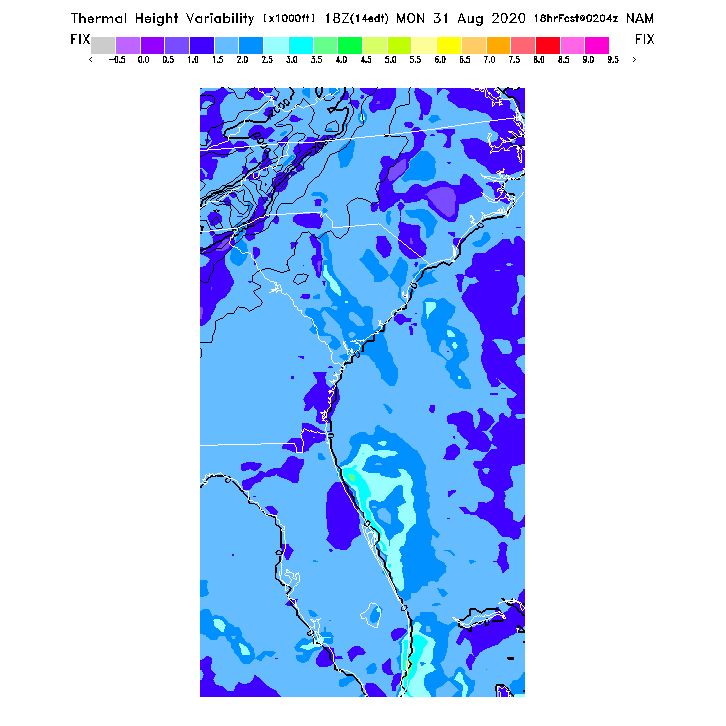 Thermal Height Variability [x1000ft] 18Z(14edt) MON 31 Aug 2020 18hrFcst@0204z NAM
FIX FIX
< -0.5 0.0 0.5 1.0 1.5 2.0 2.5 3.0 3.5 4.0 4.5 5.0 5.5 6.0 6.5 7.0 7.5 8.0 8.5 9.0 9.5 >
2000